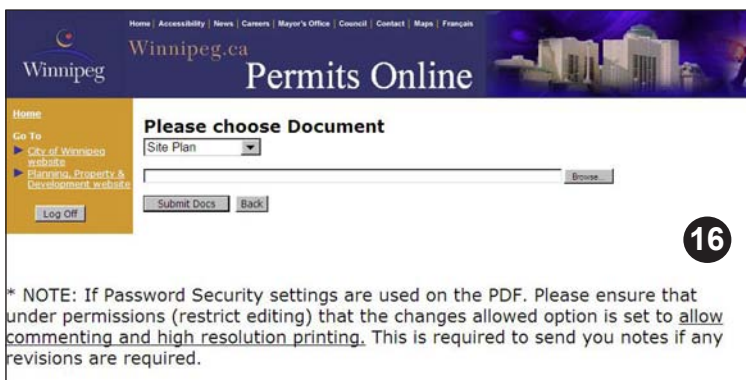 Home | Accessibility | News | Careers | Mayor's Office | Council | Contact | Maps | Français
Winnipeg
Winnipeg.ca
Permits Online
Home
Go To
City of Winnipeg
website
Planning, Property &
Development website
Log Off
Please choose Document
Site Plan
Browse...
Submit Docs
Back
16
* NOTE: If Password Security settings are used on the PDF. Please ensure that
under permissions (restrict editing) that the changes allowed option is set to allow
commenting and high resolution printing. This is required to send you notes if any
revisions are required.